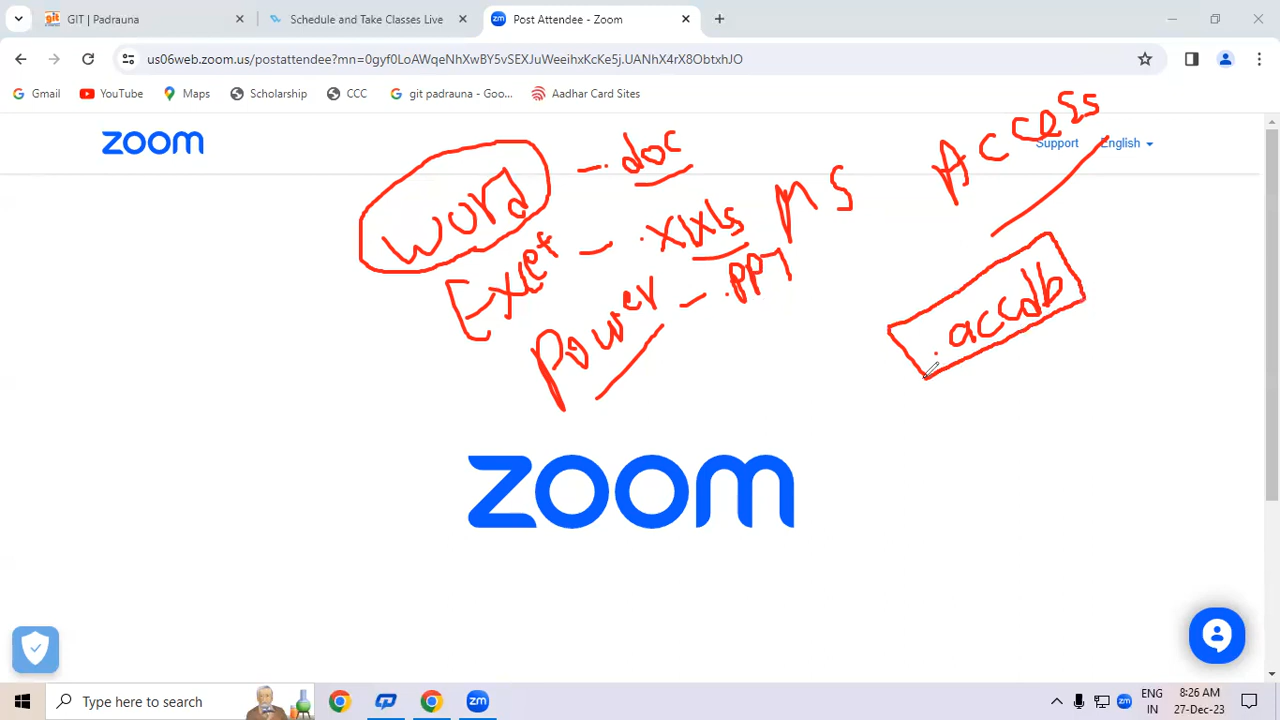 GIT | Padrauna
Schedule and Take Classes Live
Post Attendee - Zoom
us06web.zoom.us/postattendee?mn=0gyf0LoAWqeNhXwBY5vSEXJuWeeihxKcKe5j.UANhX4rX8ObtxhJO
Gmail YouTube Maps Scholarship CCC git padrauna - Goo... Aadhar Card Sites
zoom
Support English
word - .doc
- .xlxls
Power - .ppt
MS Access
.accdb
zoom
Type here to search
ENG 8:26 AM
IN 27-Dec-23